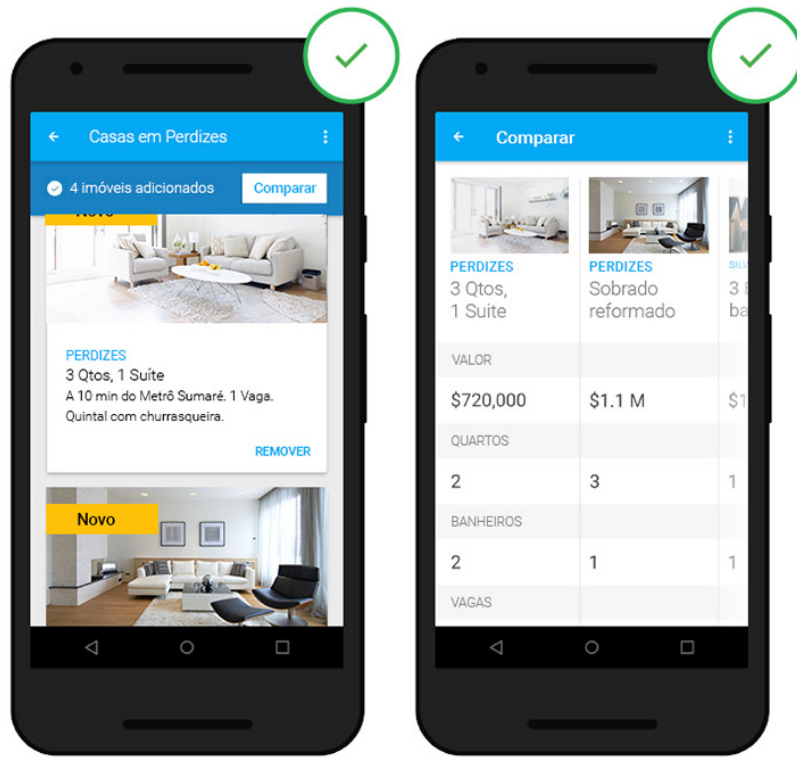 Casas em Perdizes
4 imóveis adicionados
Comparar
Novo
PERDIZES
3 Qtos, 1 Suíte
A 10 min do Metrô Sumaré. 1 Vaga.
Quintal com churrasqueira.
REMOVER
Novo
Comparar
PERDIZES PERDIZES
3 Qtos, Sobrado 3
1 Suite reformado
VALOR
$720,000 $1.1 M
QUARTOS
2 3 1
BANHEIROS
2 1 1
VAGAS